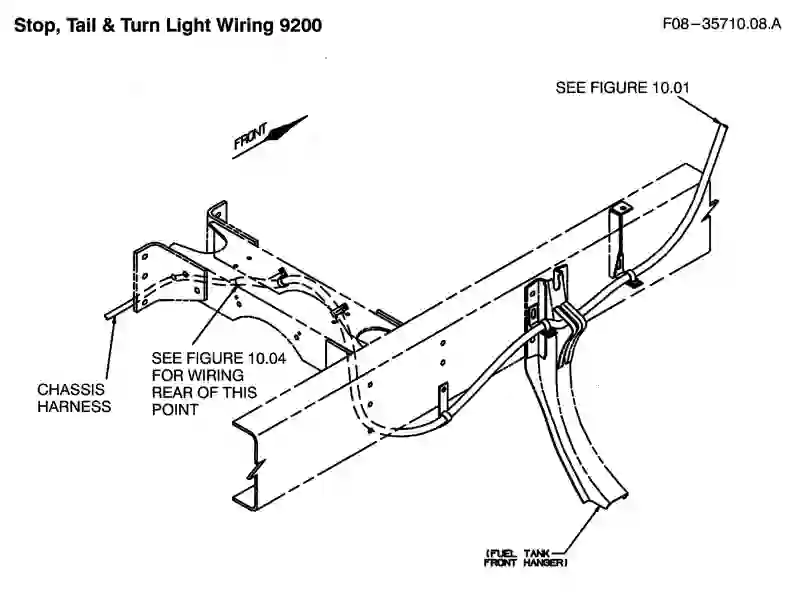 Stop, Tail & Turn Light Wiring 9200
F08-35710.08.A
SEE FIGURE 10.01
FRONT
SEE FIGURE 10.04
FOR WIRING
REAR OF THIS
POINT
CHASSIS
HARNESS
(FUEL TANK
FRONT HANGER)